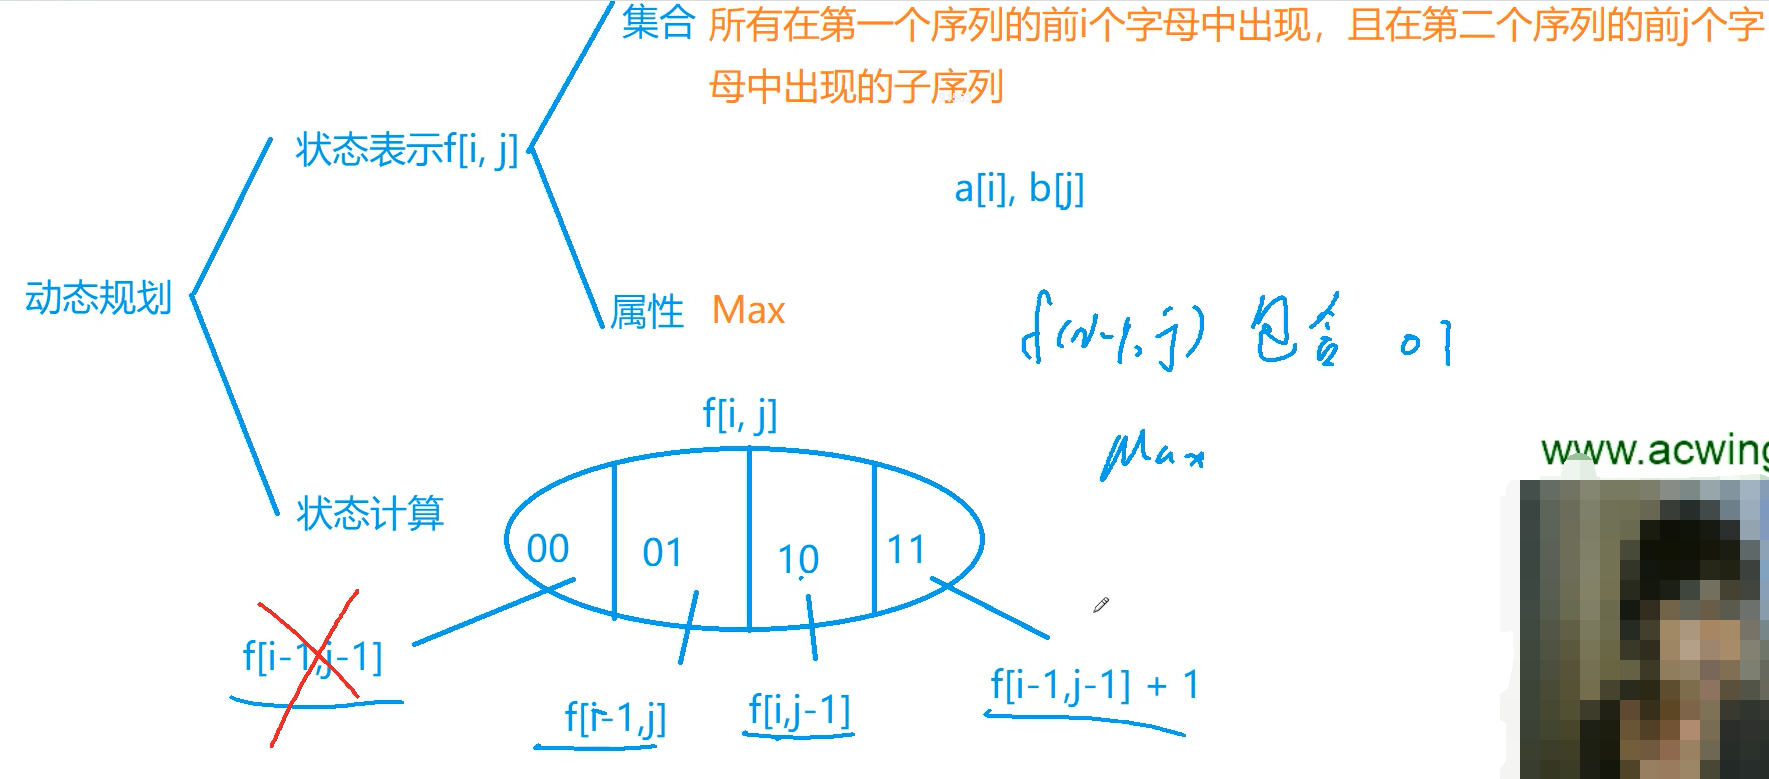 集合 所有在第一个序列的前i个字母中出现，且在第二个序列的前j个字
母中出现的子序列
状态表示f[i, j]
a[i], b[j]
动态规划
属性 Max
f(i-1, j) 包含 01
f[i, j]
Max
www.acwing
状态计算
00 01 10 11
f[i-1,j-1]
f[i-1,j-1] + 1
f[i-1,j] f[i,j-1]